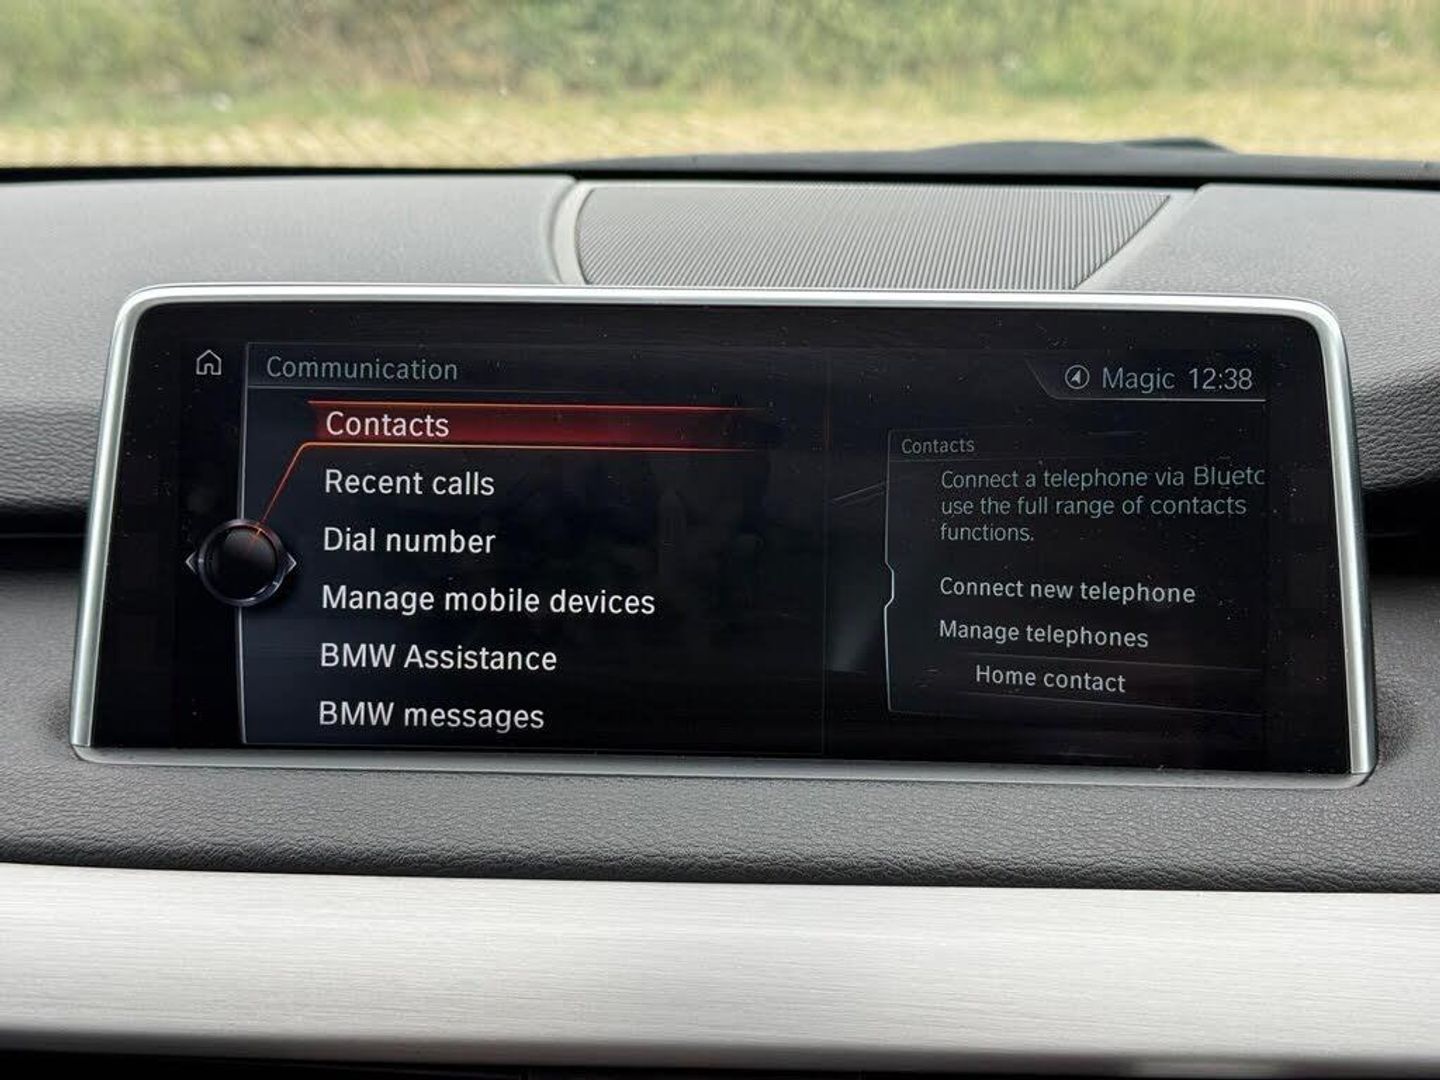 Communication
Magic 12:38
Contacts
Recent calls
Dial number
Manage mobile devices
BMW Assistance
BMW messages
Contacts
Connect a telephone via Bluetc
use the full range of contacts
functions.
Connect new telephone
Manage telephones
Home contact